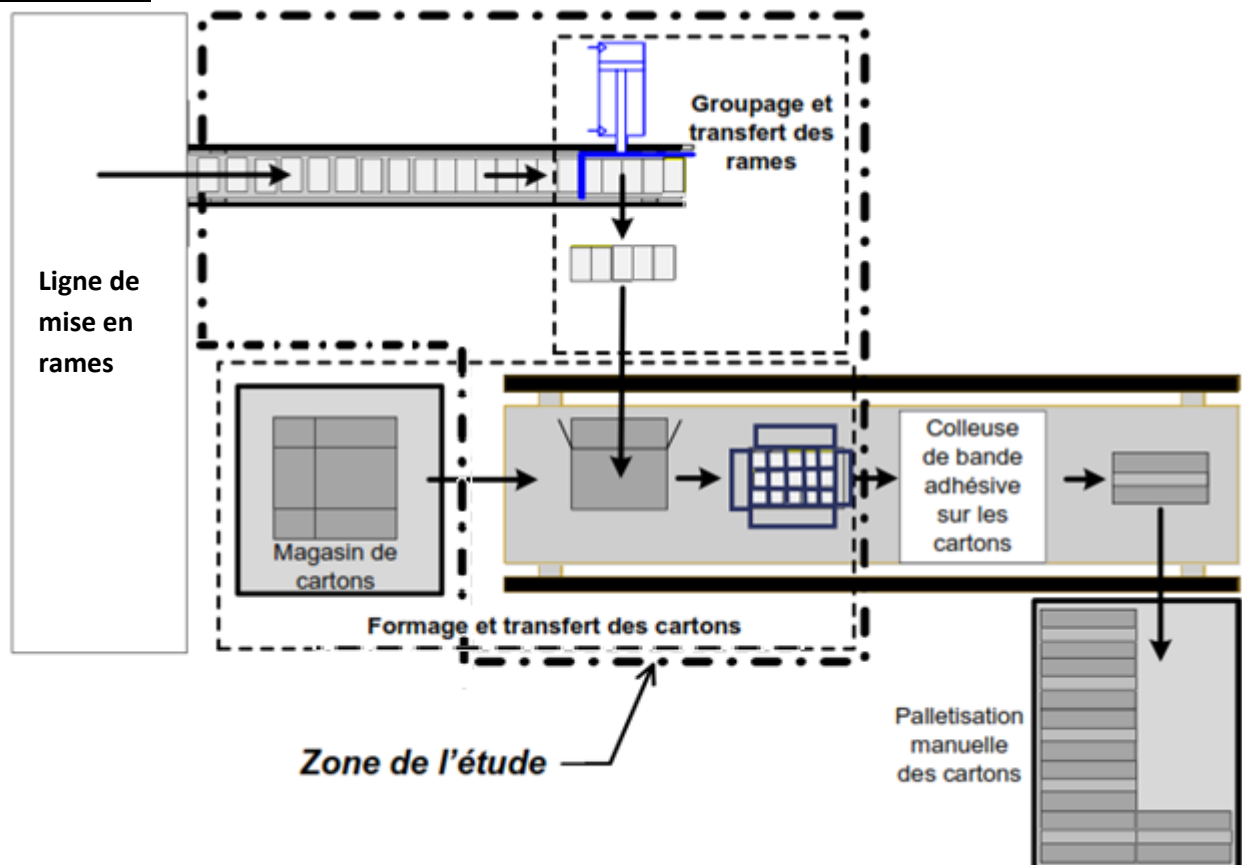 Groupage et
transfert des
rames
Ligne de
mise en
rames
Magasin de
cartons
Colleuse
de bande
adhésive
sur les
cartons
Formage et transfert des cartons
Zone de l'étude
Palletisation
manuelle
des cartons